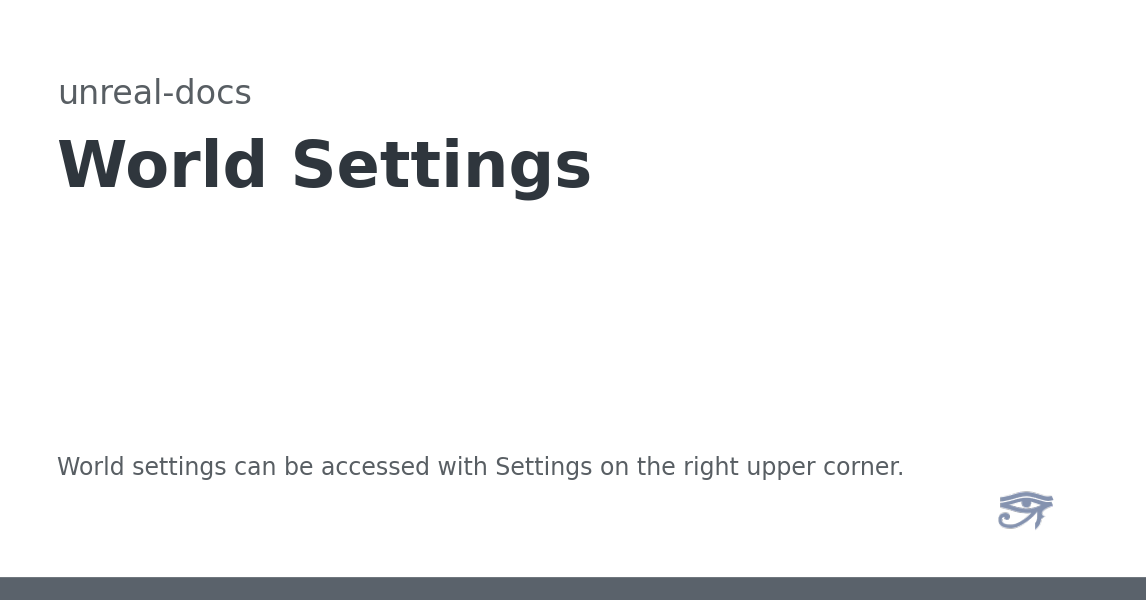 unreal-docs
World Settings
World settings can be accessed with Settings on the right upper corner.